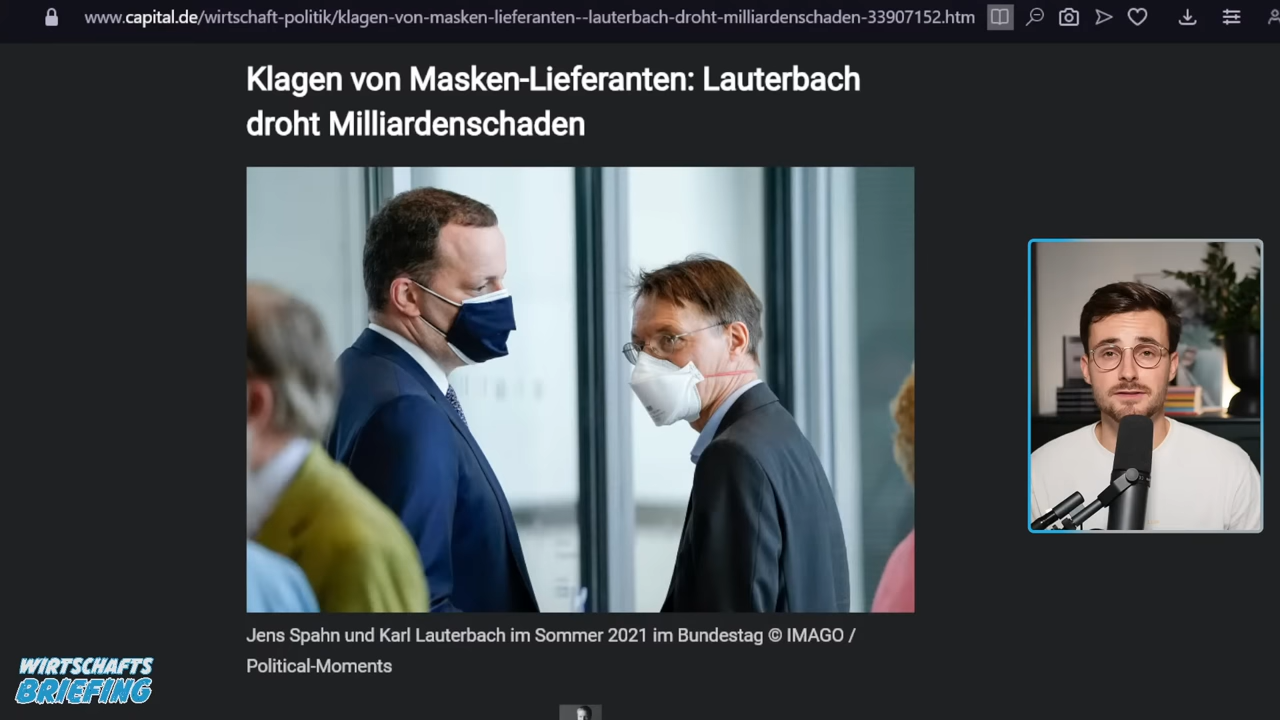 www.capital.de/wirtschaft-politik/klagen-von-masken-lieferanten--lauterbach-droht-milliardenschaden-33907152.htm
Klagen von Masken-Lieferanten: Lauterbach
droht Milliardenschaden
Jens Spahn und Karl Lauterbach im Sommer 2021 im Bundestag © IMAGO /
Political-Moments
WIRTSCHAFTS
BRIEFING